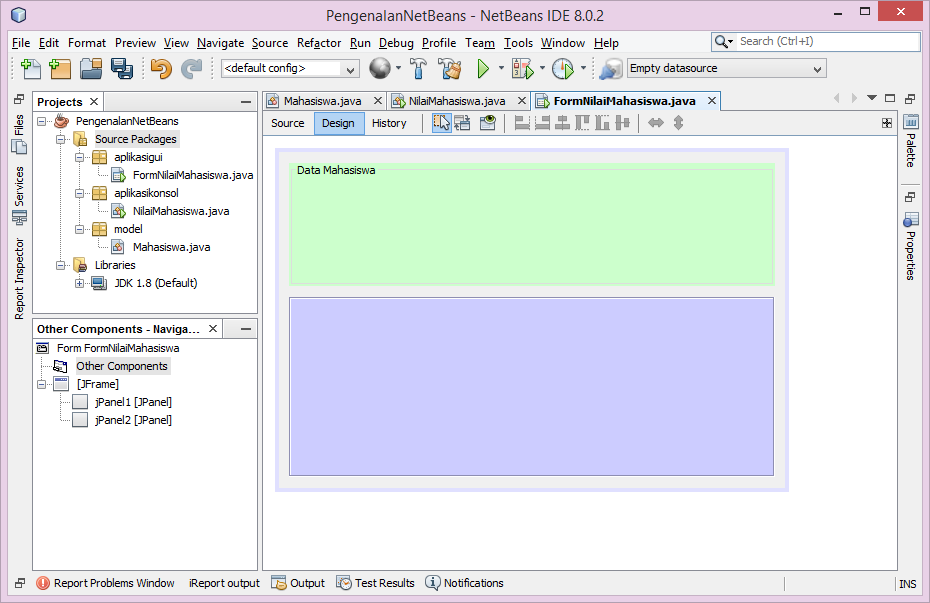 PengenalanNetBeans - NetBeans IDE 8.0.2
File Edit Format Preview View Navigate Source Refactor Run Debug Profile Team Tools Window Help
Search (Ctrl+I)
<default config>
Empty datasource
Projects
Files
Services
Report Inspector
PengenalanNetBeans
Source Packages
aplikasigui
FormNilaiMahasiswa.java
aplikasikonsol
NilaiMahasiswa.java
model
Mahasiswa.java
Libraries
JDK 1.8 (Default)
Other Components - Naviga...
Form FormNilaiMahasiswa
Other Components
[JFrame]
jPanel1 [JPanel]
jPanel2 [JPanel]
Mahasiswa.java NilaiMahasiswa.java FormNilaiMahasiswa.java
Source Design History
Data Mahasiswa
Palette
Properties
Report Problems Window iReport output Output Test Results Notifications
INS